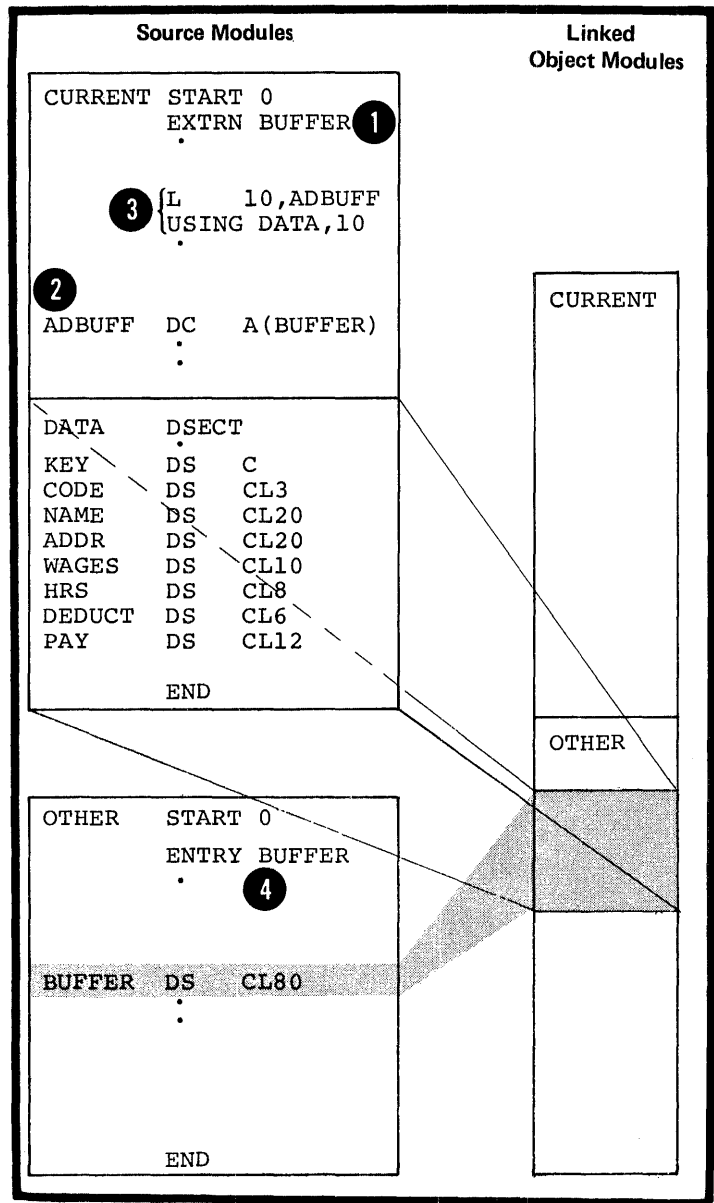 Source Modules
Linked
Object Modules
CURRENT START 0
EXTRN BUFFER 1
3 L 10,ADBUFF
USING DATA,10
2
ADBUFF DC A(BUFFER)
DATA DSECT
KEY DS C
CODE DS CL3
NAME DS CL20
ADDR DS CL20
WAGES DS CL10
HRS DS CL8
DEDUCT DS CL6
PAY DS CL12
END
OTHER START 0
ENTRY BUFFER
4
BUFFER DS CL80
END
CURRENT
OTHER